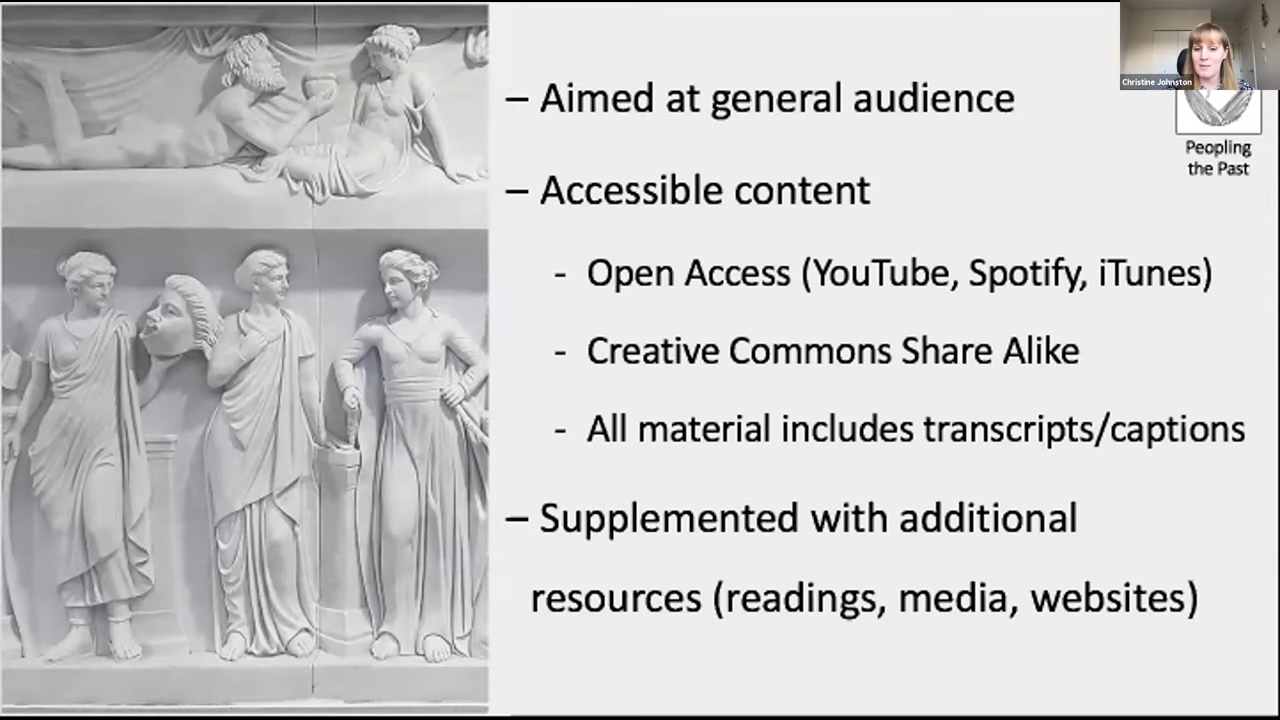 – Aimed at general audience
– Accessible content
- Open Access (YouTube, Spotify, iTunes)
- Creative Commons Share Alike
- All material includes transcripts/captions
– Supplemented with additional
resources (readings, media, websites)
Christine Johnston
Peopling
the Past